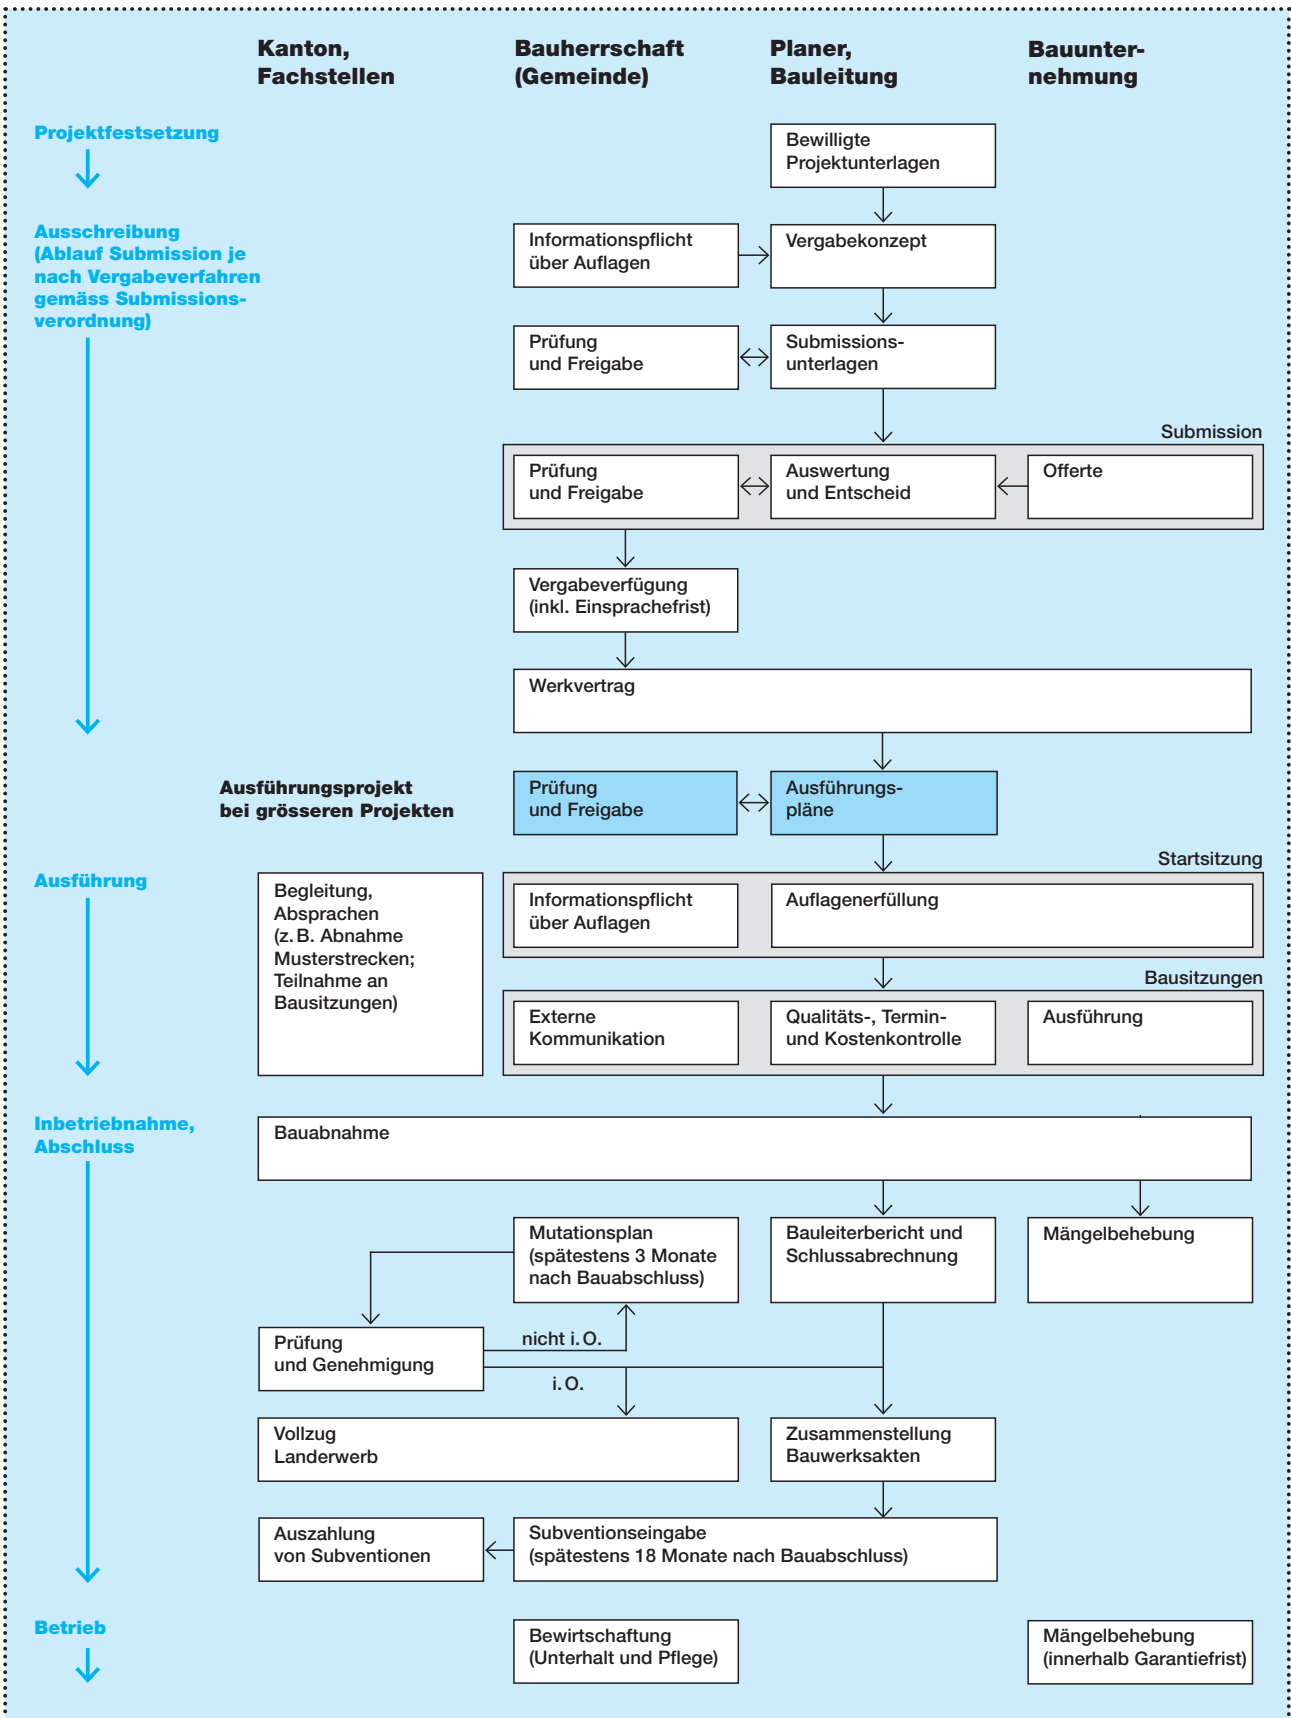 Kanton,
Fachstellen
Bauherrschaft
(Gemeinde)
Planer,
Bauleitung
Bauunter-
nehmung
Projektfestsetzung
Bewilligte
Projektunterlagen
Ausschreibung
(Ablauf Submission je
nach Vergabeverfahren
gemäss Submissions-
verordnung)
Informationspflicht
über Auflagen
Vergabekonzept
Prüfung
und Freigabe
Submissions-
unterlagen
Submission
Prüfung
und Freigabe
Auswertung
und Entscheid
Offerte
Vergabeverfügung
(inkl. Einsprachefrist)
Werkvertrag
Ausführungsprojekt
bei grösseren Projekten
Prüfung
und Freigabe
Ausführungs-
pläne
Startsitzung
Ausführung
Begleitung,
Absprachen
(z. B. Abnahme
Musterstrecken;
Teilnahme an
Bausitzungen)
Informationspflicht
über Auflagen
Auflagenerfüllung
Bausitzungen
Externe
Kommunikation
Qualitäts-, Termin-
und Kostenkontrolle
Ausführung
Inbetriebnahme,
Abschluss
Bauabnahme
Mutationsplan
(spätestens 3 Monate
nach Bauabschluss)
Bauleiterbericht und
Schlussabrechnung
Mängelbehebung
Prüfung
und Genehmigung
nicht i. O.
i. O.
Vollzug
Landerwerb
Zusammenstellung
Bauwerksakten
Auszahlung
von Subventionen
Subventionseingabe
(spätestens 18 Monate nach Bauabschluss)
Betrieb
Bewirtschaftung
(Unterhalt und Pflege)
Mängelbehebung
(innerhalb Garantiefrist)